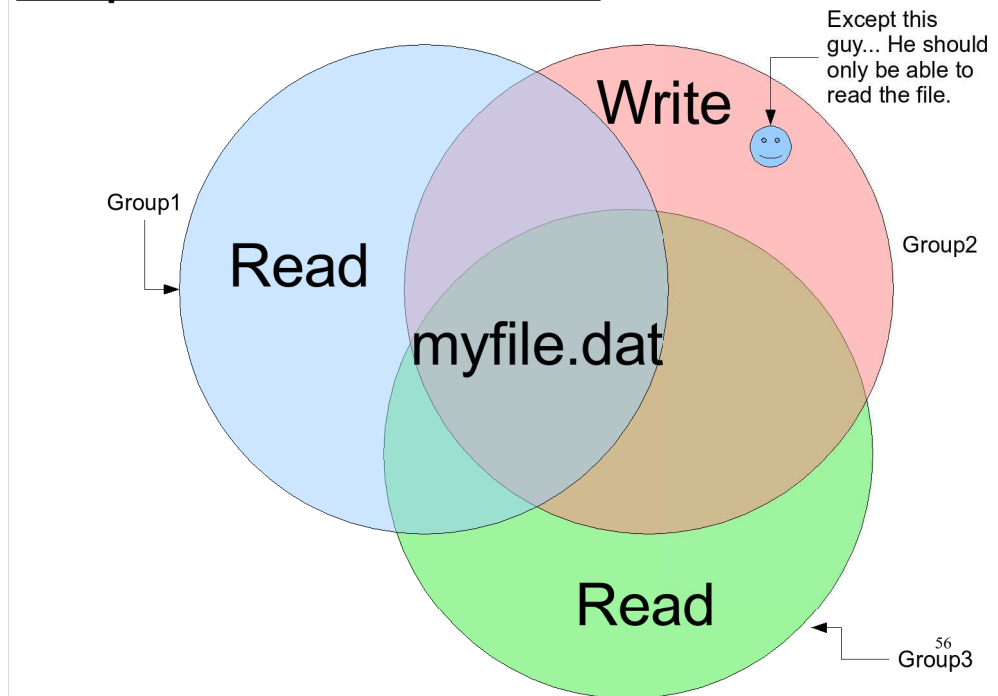 Except this
guy... He should
only be able to
read the file.
Write
Group1
Group2
Read
myfile.dat
Read
56
Group3